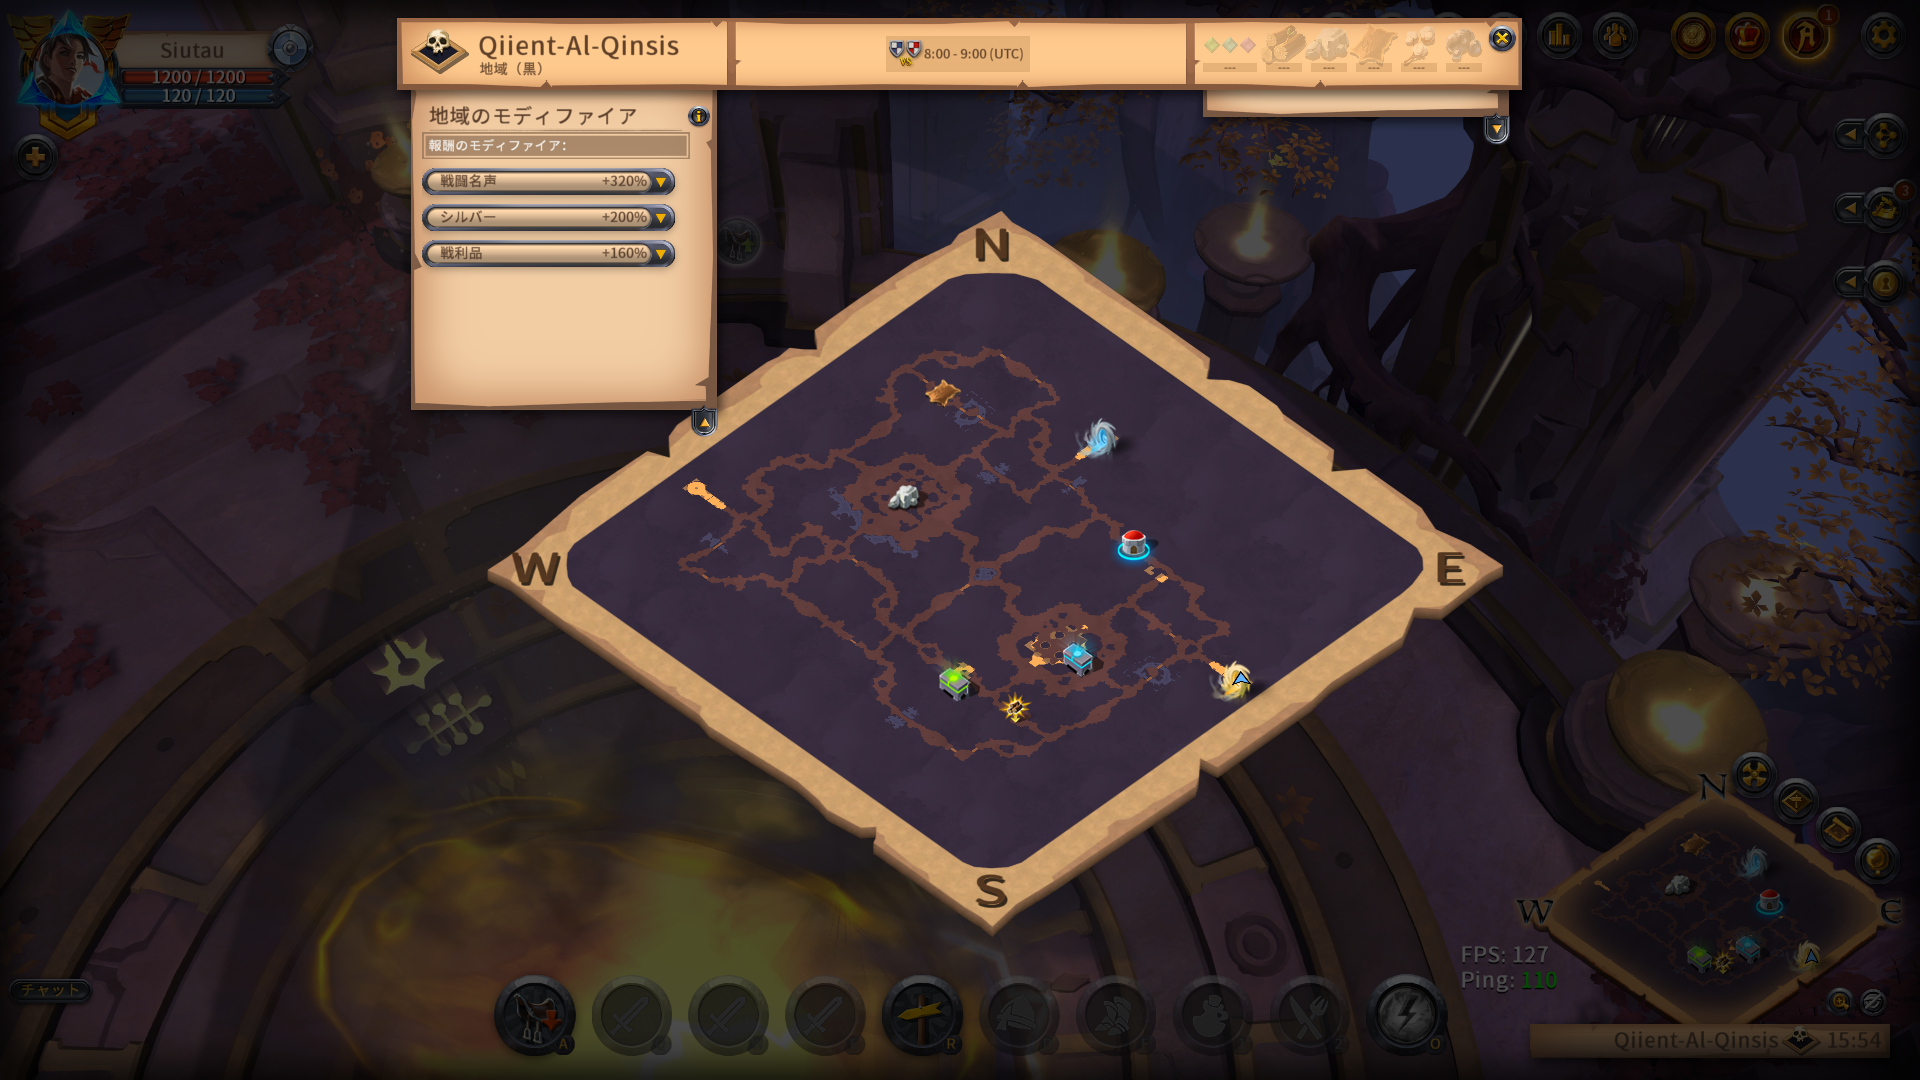 Siutau
1200 / 1200
120 / 120
Qiient-Al-Qinsis
地域（黒）
8:00 - 9:00 (UTC)
--- --- --- --- --- ---
1
地域のモディファイア
報酬のモディファイア:
戦闘名声 +320%
シルバー +200%
戦利品 +160%
3
N
W
E
S
N
W
E
FPS: 127
Ping: 110
チャット
A
R
O
Qiient-Al-Qinsis 15:54